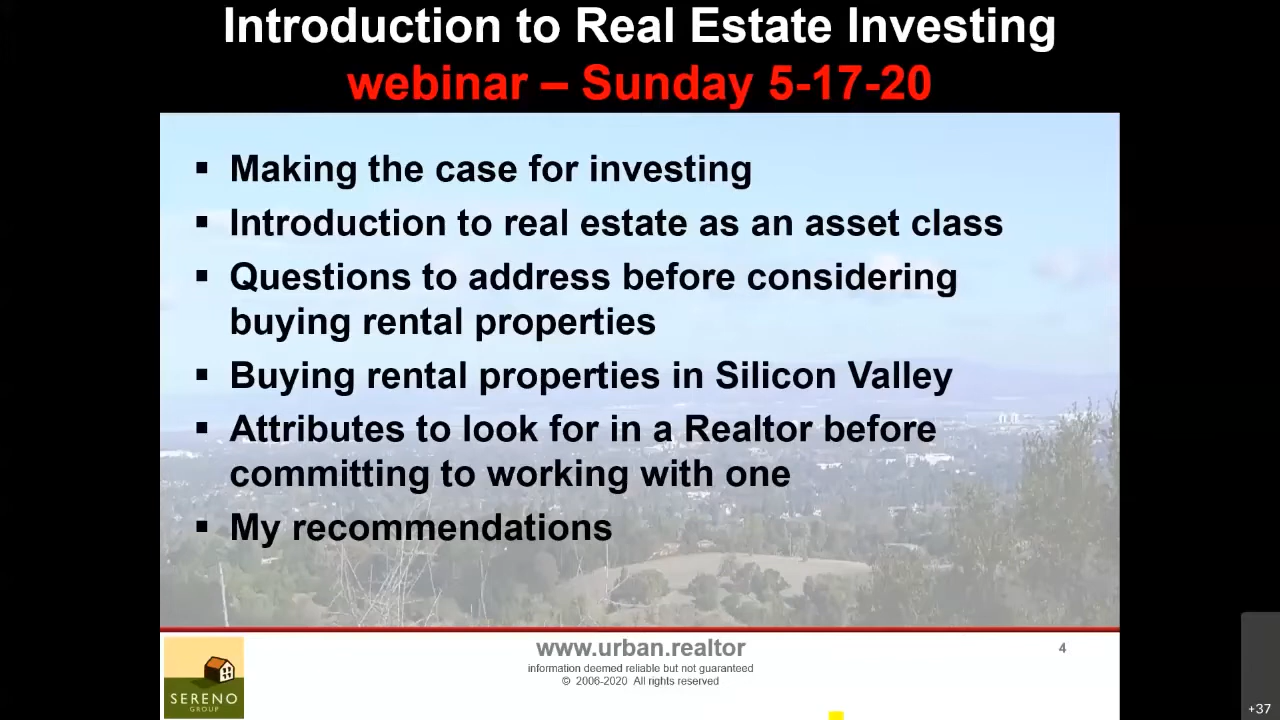 Introduction to Real Estate Investing
webinar – Sunday 5-17-20
▪ Making the case for investing
▪ Introduction to real estate as an asset class
▪ Questions to address before considering
buying rental properties
▪ Buying rental properties in Silicon Valley
▪ Attributes to look for in a Realtor before
committing to working with one
▪ My recommendations
www.urban.realtor
4
information deemed reliable but not guaranteed
© 2006-2020 All rights reserved
SERENO
GROUP
+37